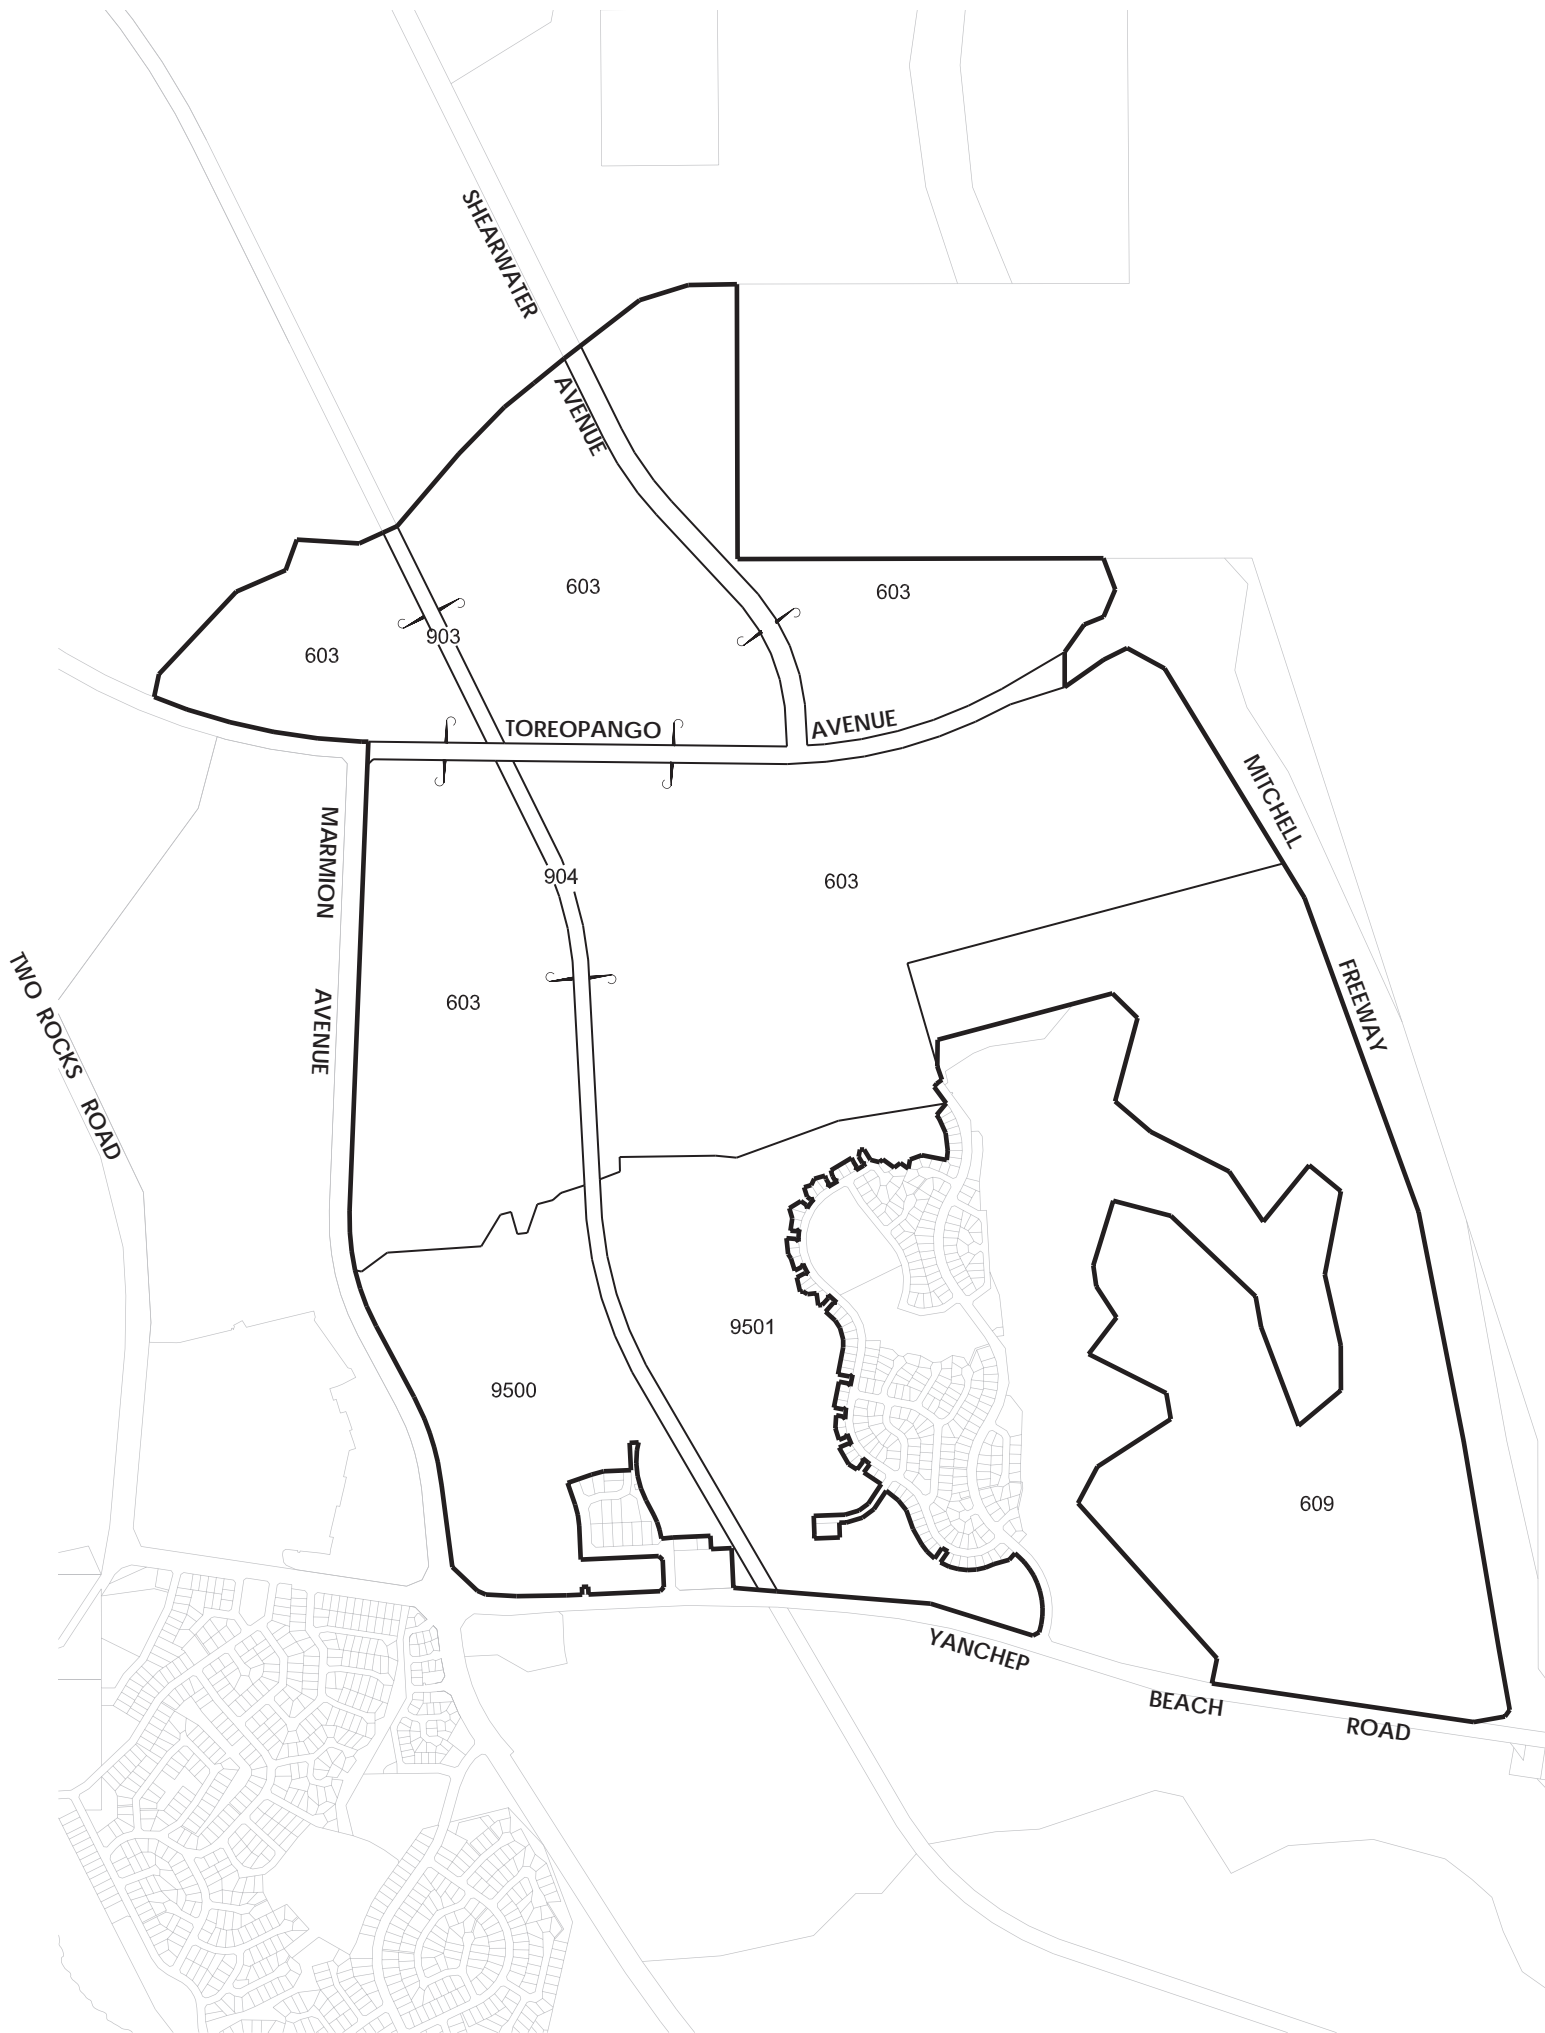 SHEARWATER
AVENUE
603
603
903
603
TOREOPANGO
AVENUE
MARMION
AVENUE
MITCHELL
FREEWAY
904
603
603
TWO ROCKS ROAD
9501
9500
609
YANCHEP
BEACH
ROAD